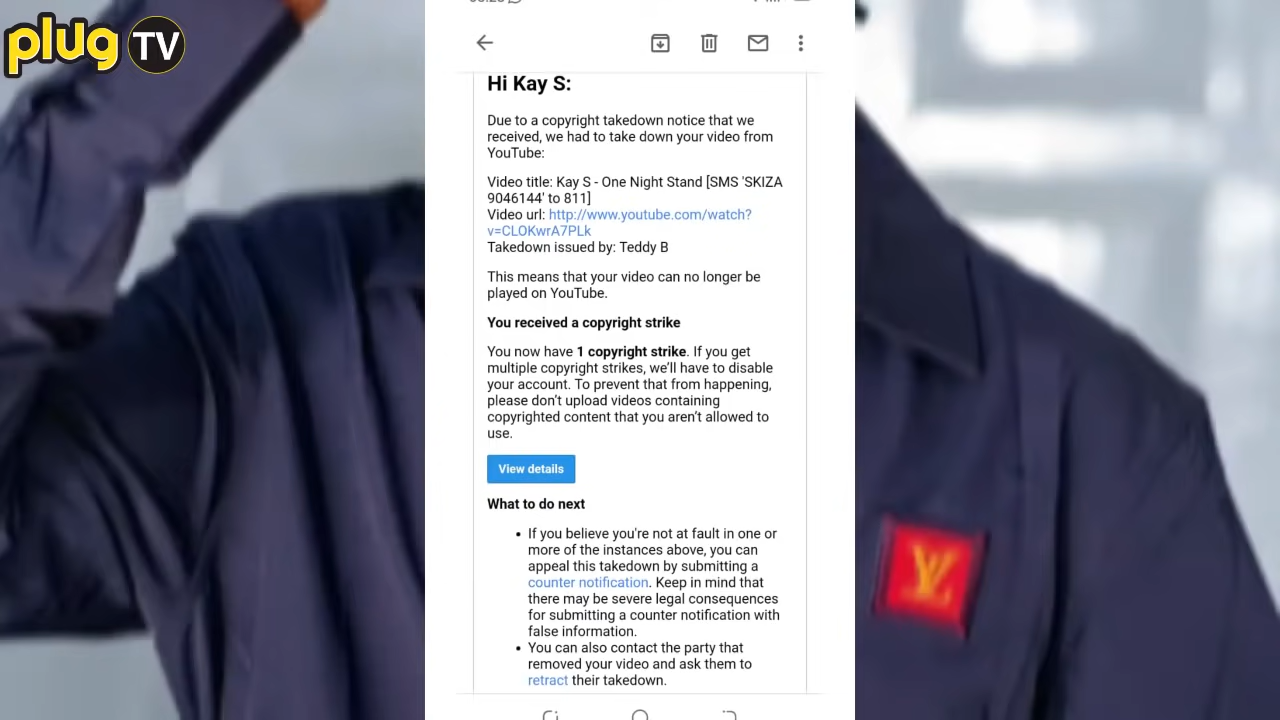 plug TV
Hi Kay S:
Due to a copyright takedown notice that we
received, we had to take down your video from
YouTube:
Video title: Kay S - One Night Stand [SMS 'SKIZA
9046144' to 811]
Video url: http://www.youtube.com/watch?
v=CLOKwrA7PLk
Takedown issued by: Teddy B
This means that your video can no longer be
played on YouTube.
You received a copyright strike
You now have 1 copyright strike. If you get
multiple copyright strikes, we’ll have to disable
your account. To prevent that from happening,
please don’t upload videos containing
copyrighted content that you aren’t allowed to
use.
View details
What to do next
• If you believe you're not at fault in one or
more of the instances above, you can
appeal this takedown by submitting a
counter notification. Keep in mind that
there may be severe legal consequences
for submitting a counter notification with
false information.
• You can also contact the party that
removed your video and ask them to
retract their takedown.
LV